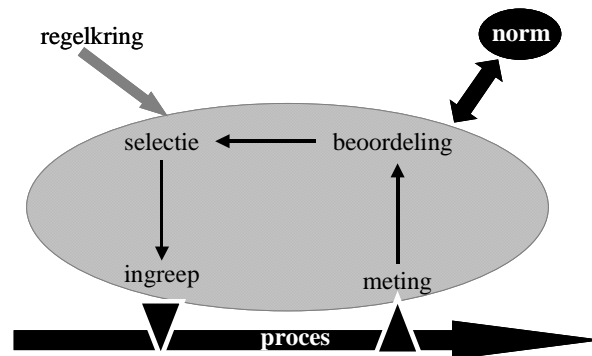 regelkring
norm
selectie
beoordeling
ingreep
meting
proces